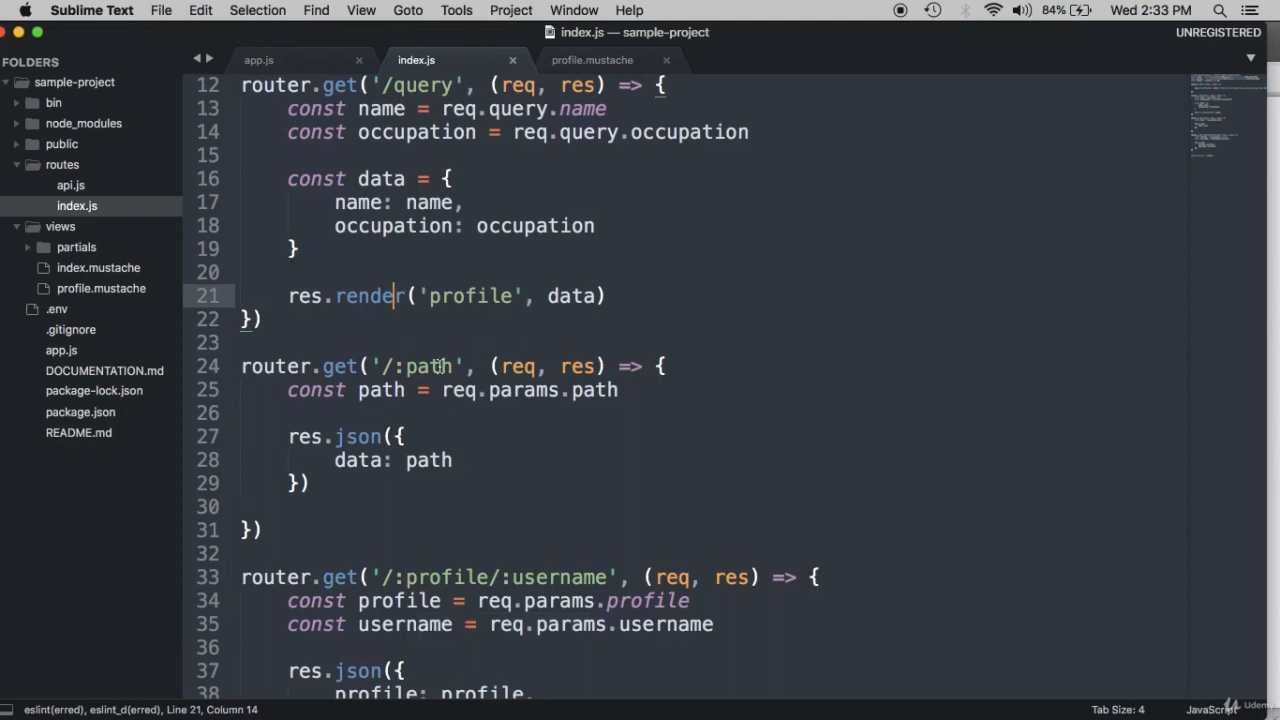 Sublime Text File Edit Selection Find View Goto Tools Project Window Help 84% Wed 2:33 PM
index.js — sample-project UNREGISTERED
FOLDERS
sample-project
bin
node_modules
public
routes
api.js
index.js
views
partials
index.mustache
profile.mustache
.env
.gitignore
app.js
DOCUMENTATION.md
package-lock.json
package.json
README.md
app.js index.js profile.mustache
12 router.get('/query', (req, res) => {
13 const name = req.query.name
14 const occupation = req.query.occupation
15
16 const data = {
17 name: name,
18 occupation: occupation
19 }
20
21 res.render('profile', data)
22 })
23
24 router.get('/:path', (req, res) => {
25 const path = req.params.path
26
27 res.json({
28 data: path
29 })
30
31 })
32
33 router.get('/:profile/:username', (req, res) => {
34 const profile = req.params.profile
35 const username = req.params.username
36
37 res.json({
38 profile: profile,
eslint(erred), eslint_d(erred), Line 21, Column 14 Tab Size: 4 JavaScript
Udemy